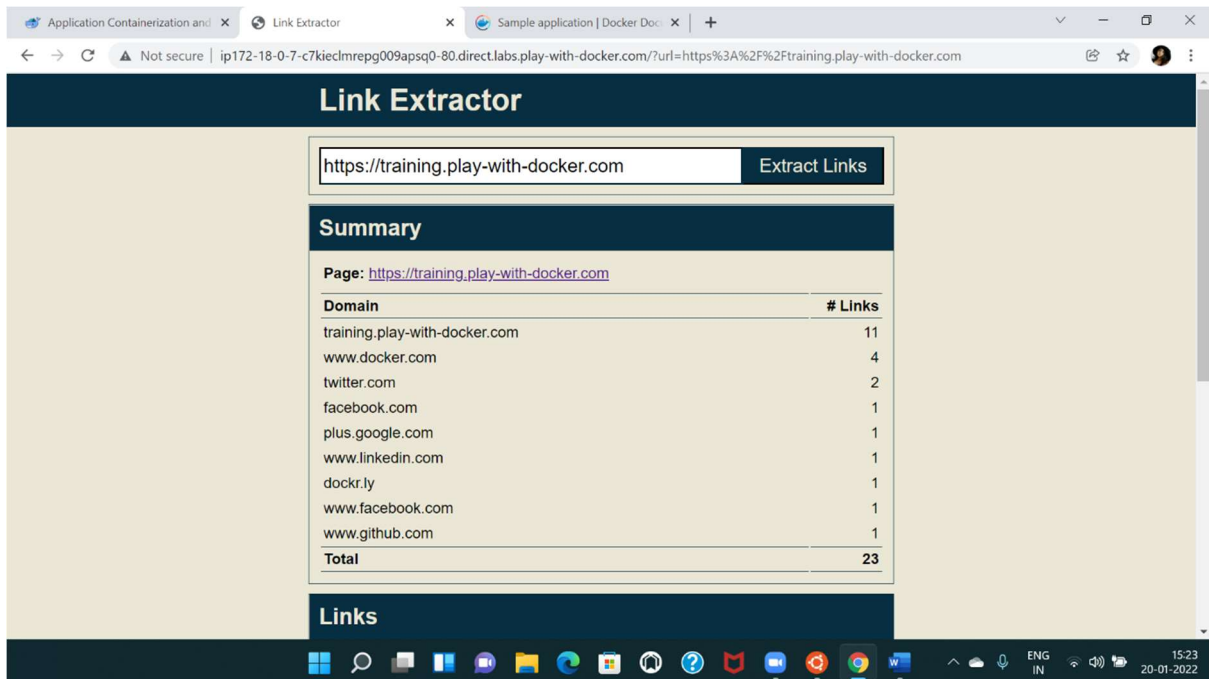 Application Containerization and
Link Extractor
Sample application | Docker Doc
Not secure
ip172-18-0-7-c7kieclmrepg009apsq0-80.direct.labs.play-with-docker.com/?url=https%3A%2F%2Ftraining.play-with-docker.com
Link Extractor
https://training.play-with-docker.com
Extract Links
Summary
Page: https://training.play-with-docker.com
Domain # Links
training.play-with-docker.com 11
www.docker.com 4
twitter.com 2
facebook.com 1
plus.google.com 1
www.linkedin.com 1
dockr.ly 1
www.facebook.com 1
www.github.com 1
Total 23
Links
ENG
IN
15:23
20-01-2022